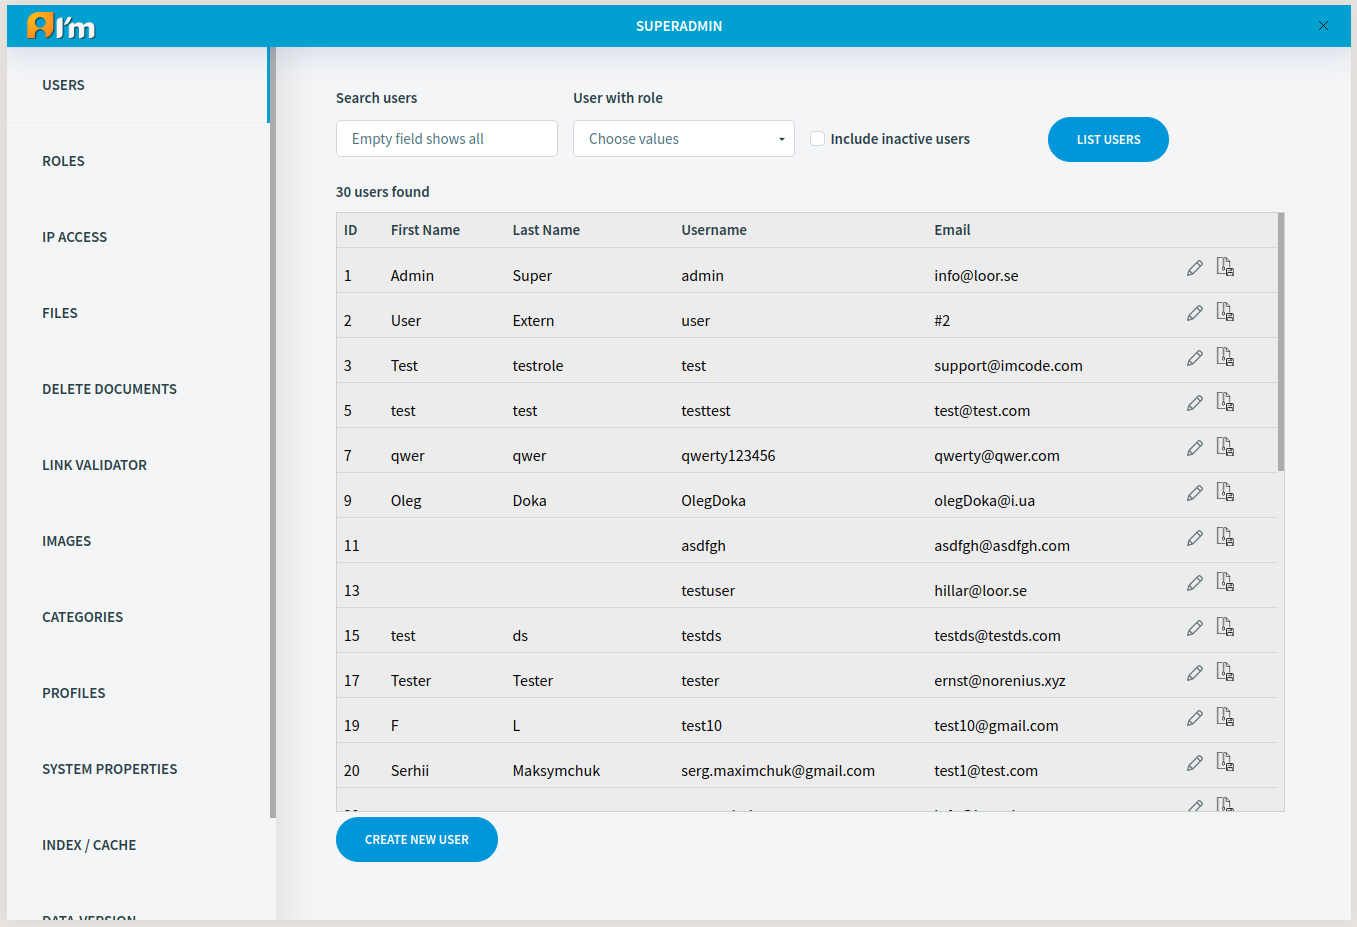 I'm
SUPERADMIN
USERS
ROLES
IP ACCESS
FILES
DELETE DOCUMENTS
LINK VALIDATOR
IMAGES
CATEGORIES
PROFILES
SYSTEM PROPERTIES
INDEX / CACHE
DATA-VERSION
Search users
User with role
Empty field shows all
Choose values
Include inactive users
LIST USERS
30 users found
ID First Name Last Name Username Email
1 Admin Super admin info@loor.se
2 User Extern user #2
3 Test testrole test support@imcode.com
5 test test testtest test@test.com
7 qwer qwer qwerty123456 qwerty@qwer.com
9 Oleg Doka OlegDoka olegDoka@i.ua
11 asdfgh asdfgh@asdfgh.com
13 testuser hillar@loor.se
15 test ds testds testds@testds.com
17 Tester Tester tester ernst@norenius.xyz
19 F L test10 test10@gmail.com
20 Serhii Maksymchuk serg.maximchuk@gmail.com test1@test.com
CREATE NEW USER